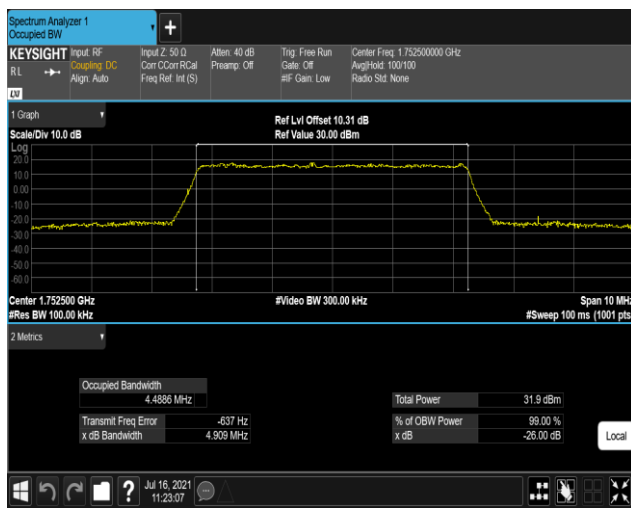 Spectrum Analyzer 1
Occupied BW
+
KEYSIGHT Input: RF Input Z: 50 Ω Atten: 40 dB Trig: Free Run Center Freq: 1.752500000 GHz
RL Coupling: DC Corr CCorr RCal Preamp: Off Gate: Off Avg|Hold: 100/100
Align: Auto Freq Ref: Int (S) #IF Gain: Low Radio Std: None
LXI
1 Graph
Ref Lvl Offset 10.31 dB
Scale/Div 10.0 dB Ref Value 30.00 dBm
Log
20.0
10.0
0.00
-10.0
-20.0
-30.0
-40.0
-50.0
-60.0
Center 1.752500 GHz #Video BW 300.00 kHz Span 10 MHz
#Res BW 100.00 kHz #Sweep 100 ms (1001 pts
2 Metrics
Occupied Bandwidth
4.4886 MHz Total Power 31.9 dBm
Transmit Freq Error -637 Hz % of OBW Power 99.00 %
x dB Bandwidth 4.909 MHz x dB -26.00 dB
Local
? Jul 16, 2021
11:23:07